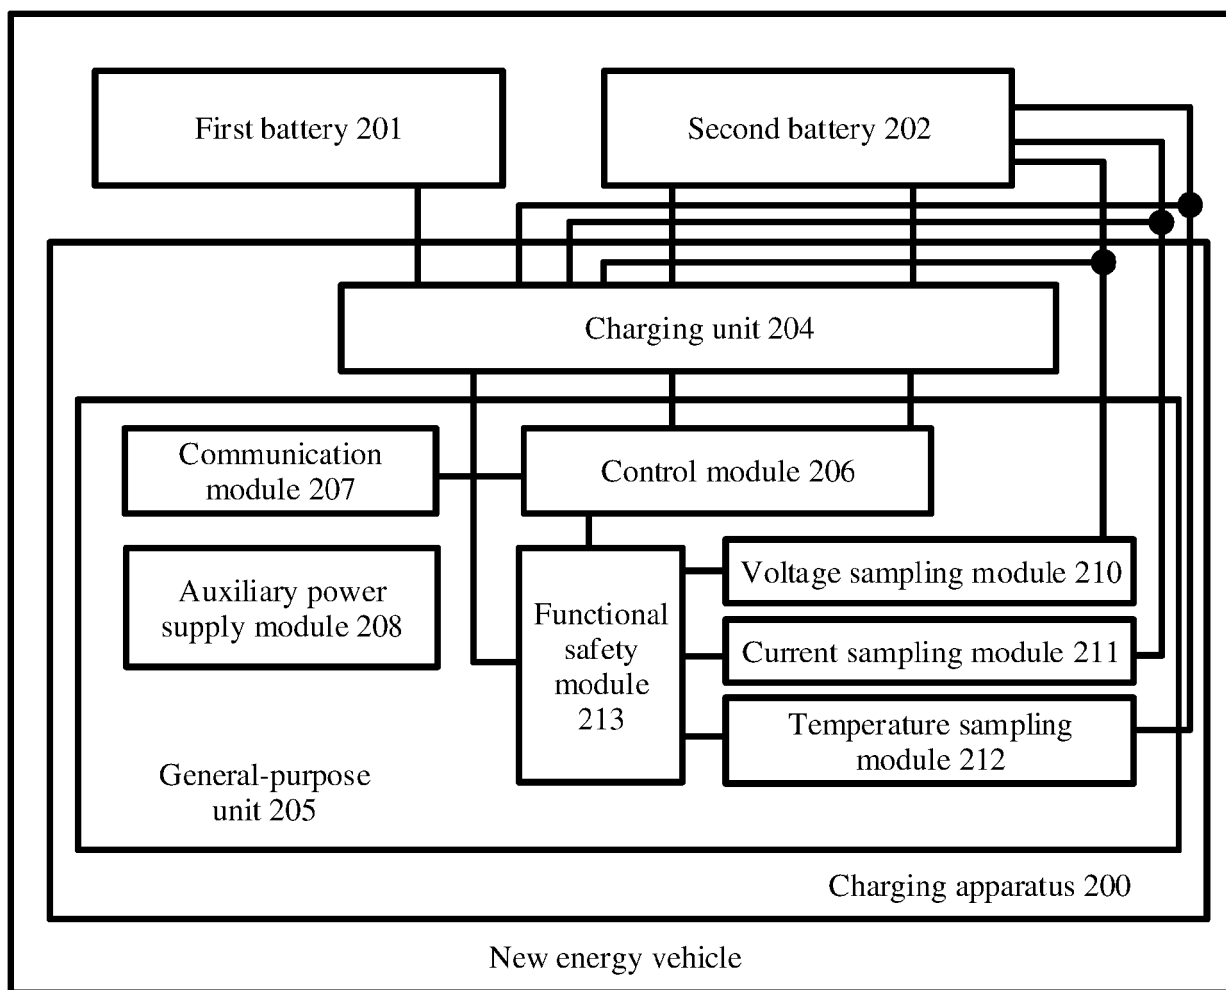 First battery 201
Second battery 202
Charging unit 204
Communication
module 207
Control module 206
Auxiliary power
supply module 208
Functional
safety
module
213
Voltage sampling module 210
Current sampling module 211
Temperature sampling
module 212
General-purpose
unit 205
Charging apparatus 200
New energy vehicle